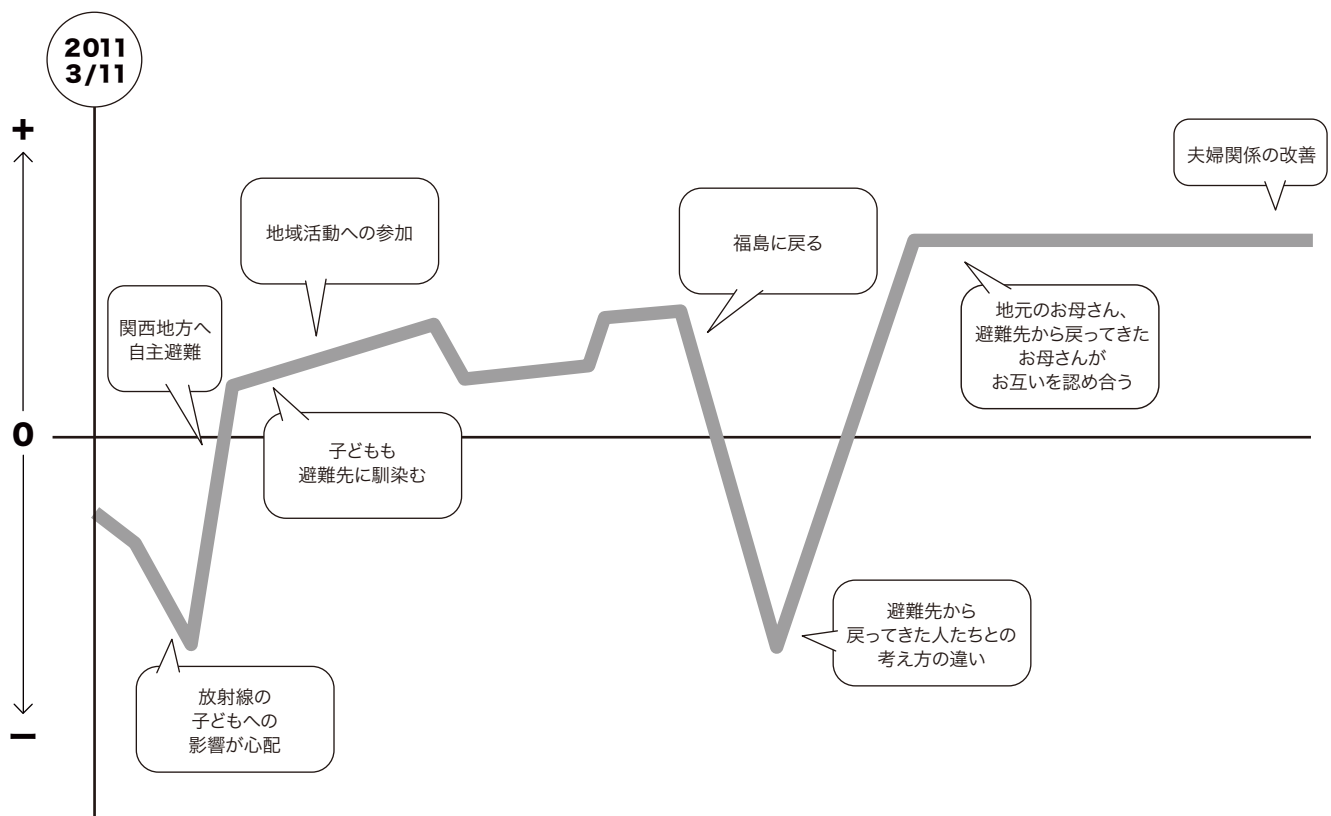 2011
3/11
+
0
−
関西地方へ
自主避難
地域活動への参加
子どもも
避難先に馴染む
放射線の
子どもへの
影響が心配
福島に戻る
避難先から
戻ってきた人たちとの
考え方の違い
地元のお母さん、
避難先から戻ってきた
お母さんが
お互いを認め合う
夫婦関係の改善